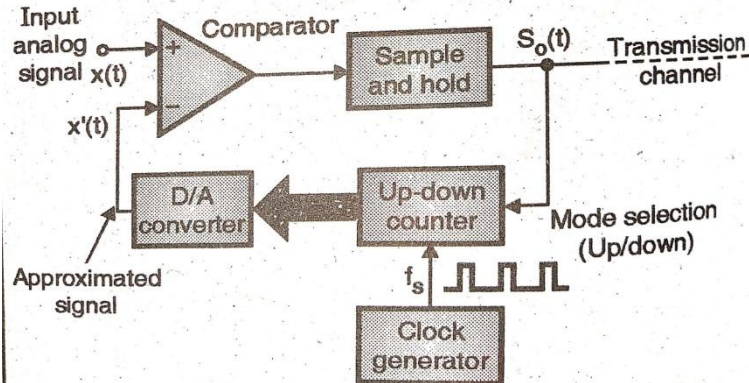 Input
analog
signal x(t)
+
Comparator
Sample
and hold
S₀(t)
Transmission
channel
x'(t)
−
D/A
converter
Up-down
counter
Mode selection
(Up/down)
Approximated
signal
fₛ
Clock
generator